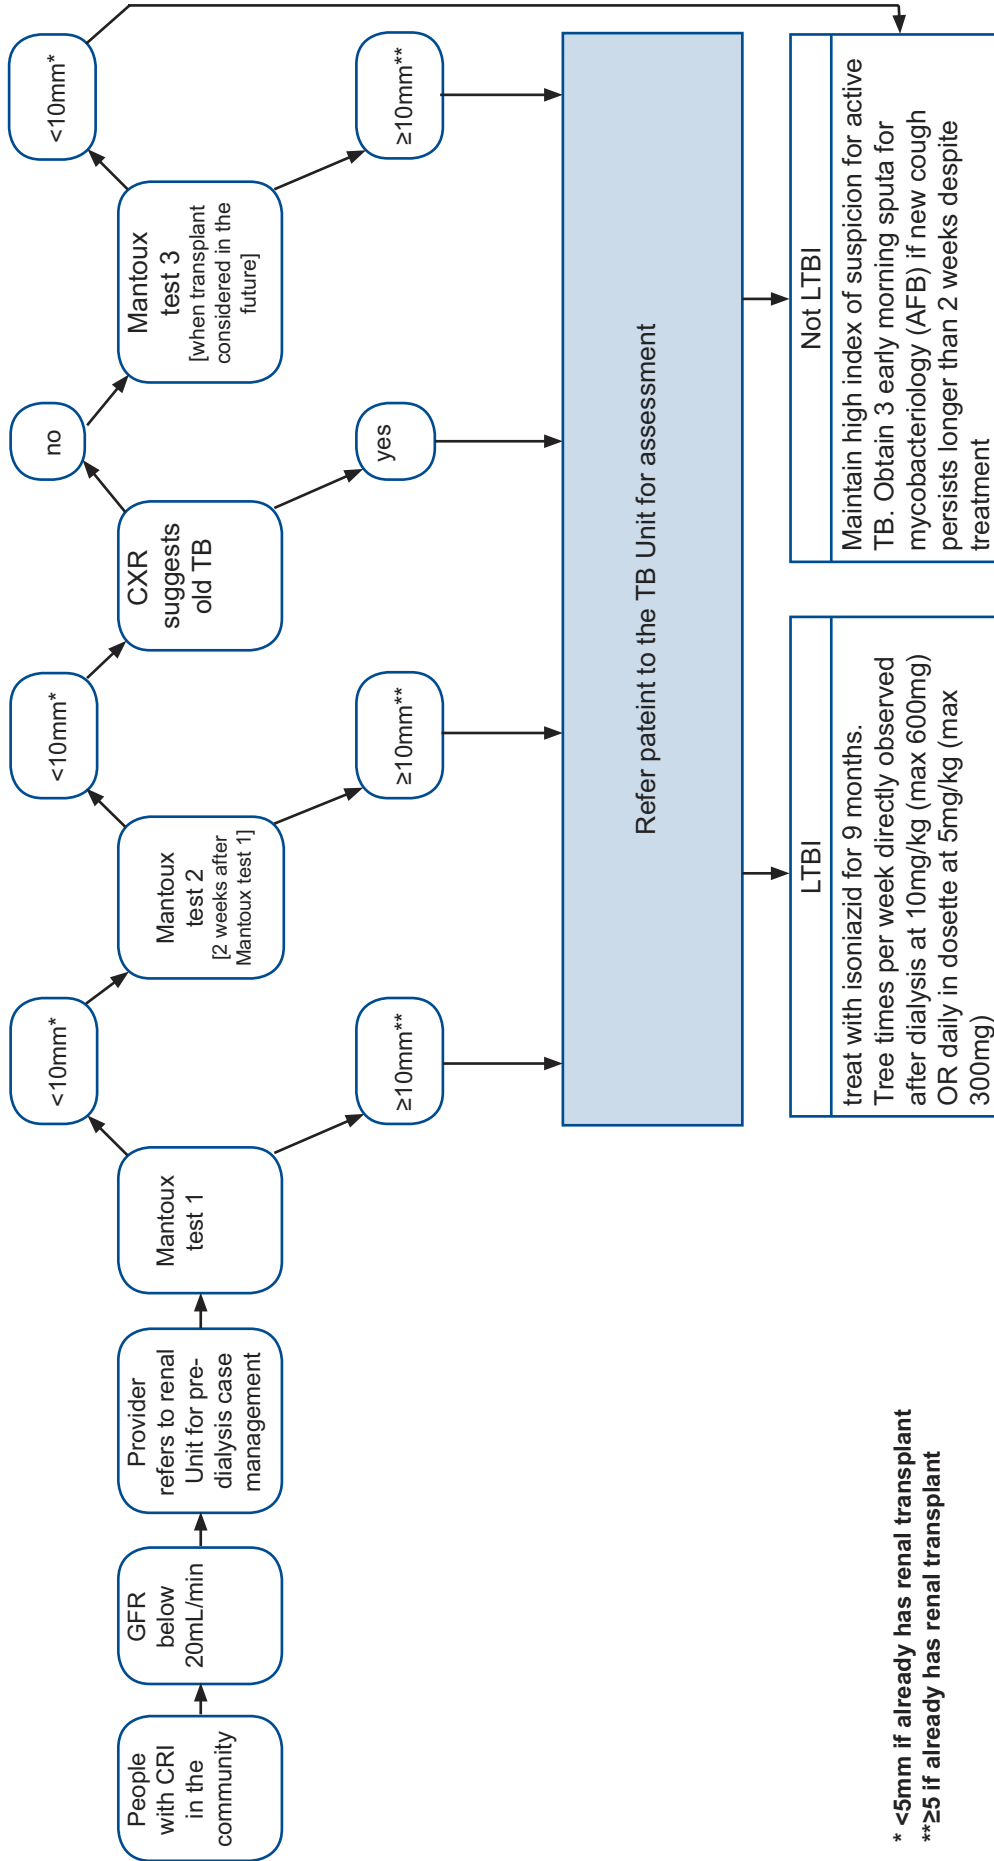 People
with CRI
in the
community
GFR
below
20mL/min
Provider
refers to renal
Unit for pre-
dialysis case
management
Mantoux
test 1
<10mm*
≥10mm**
Mantoux
test 2
[2 weeks after
Mantoux test 1]
<10mm*
≥10mm**
CXR
suggests
old TB
no
yes
Mantoux
test 3
[when transplant
considered in the
future]
<10mm*
≥10mm**
Refer pateint to the TB Unit for assessment
LTBI
treat with isoniazid for 9 months.
Tree times per week directly observed
after dialysis at 10mg/kg (max 600mg)
OR daily in dosette at 5mg/kg (max
300mg)
Not LTBI
Maintain high index of suspicion for active
TB. Obtain 3 early morning sputa for
mycobacteriology (AFB) if new cough
persists longer than 2 weeks despite
treatment
* <5mm if already has renal transplant
**≥5 if already has renal transplant